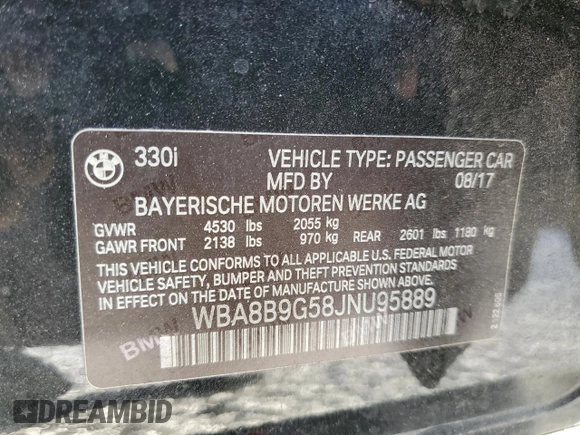 330i
VEHICLE TYPE: PASSENGER CAR
MFD BY 08/17
BAYERISCHE MOTOREN WERKE AG
GVWR 4530 lbs 2055 kg
GAWR FRONT 2138 lbs 970 kg REAR 2601 lbs 1180 kg
THIS VEHICLE CONFORMS TO ALL APPLICABLE U.S. FEDERAL MOTOR
VEHICLE SAFETY, BUMPER AND THEFT PREVENTION STANDARDS
IN EFFECT ON THE DATE OF MANUFACTURE SHOWN ABOVE.
WBA8B9G58JNU95889
BMW
DREAMBID